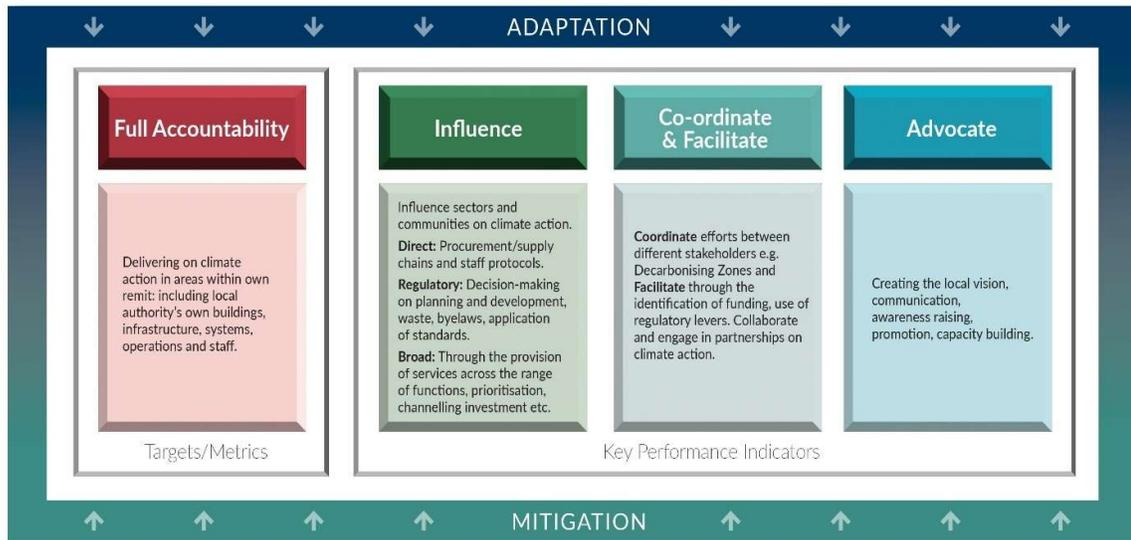 ADAPTATION
Full Accountability
Delivering on climate
action in areas within own
remit: including local
authority's own buildings,
infrastructure, systems,
operations and staff.
Targets/Metrics
Influence
Influence sectors and
communities on climate action.
Direct: Procurement/supply
chains and staff protocols.
Regulatory: Decision-making
on planning and development,
waste, byelaws, application
of standards.
Broad: Through the provision
of services across the range
of functions, prioritisation,
channelling investment etc.
Co-ordinate
& Facilitate
Coordinate efforts between
different stakeholders e.g.
Decarbonising Zones and
Facilitate through the
identification of funding, use of
regulatory levers. Collaborate
and engage in partnerships on
climate action.
Advocate
Creating the local vision,
communication,
awareness raising,
promotion, capacity building.
Key Performance Indicators
MITIGATION